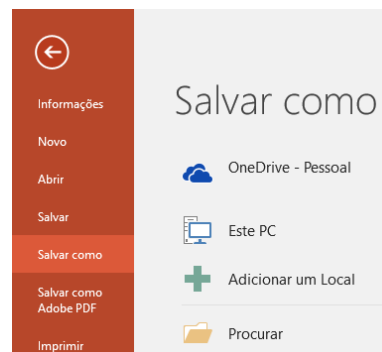 Informações
Novo
Abrir
Salvar
Salvar como
Salvar como
Adobe PDF
Imprimir
Salvar como
OneDrive - Pessoal
Este PC
Adicionar um Local
Procurar